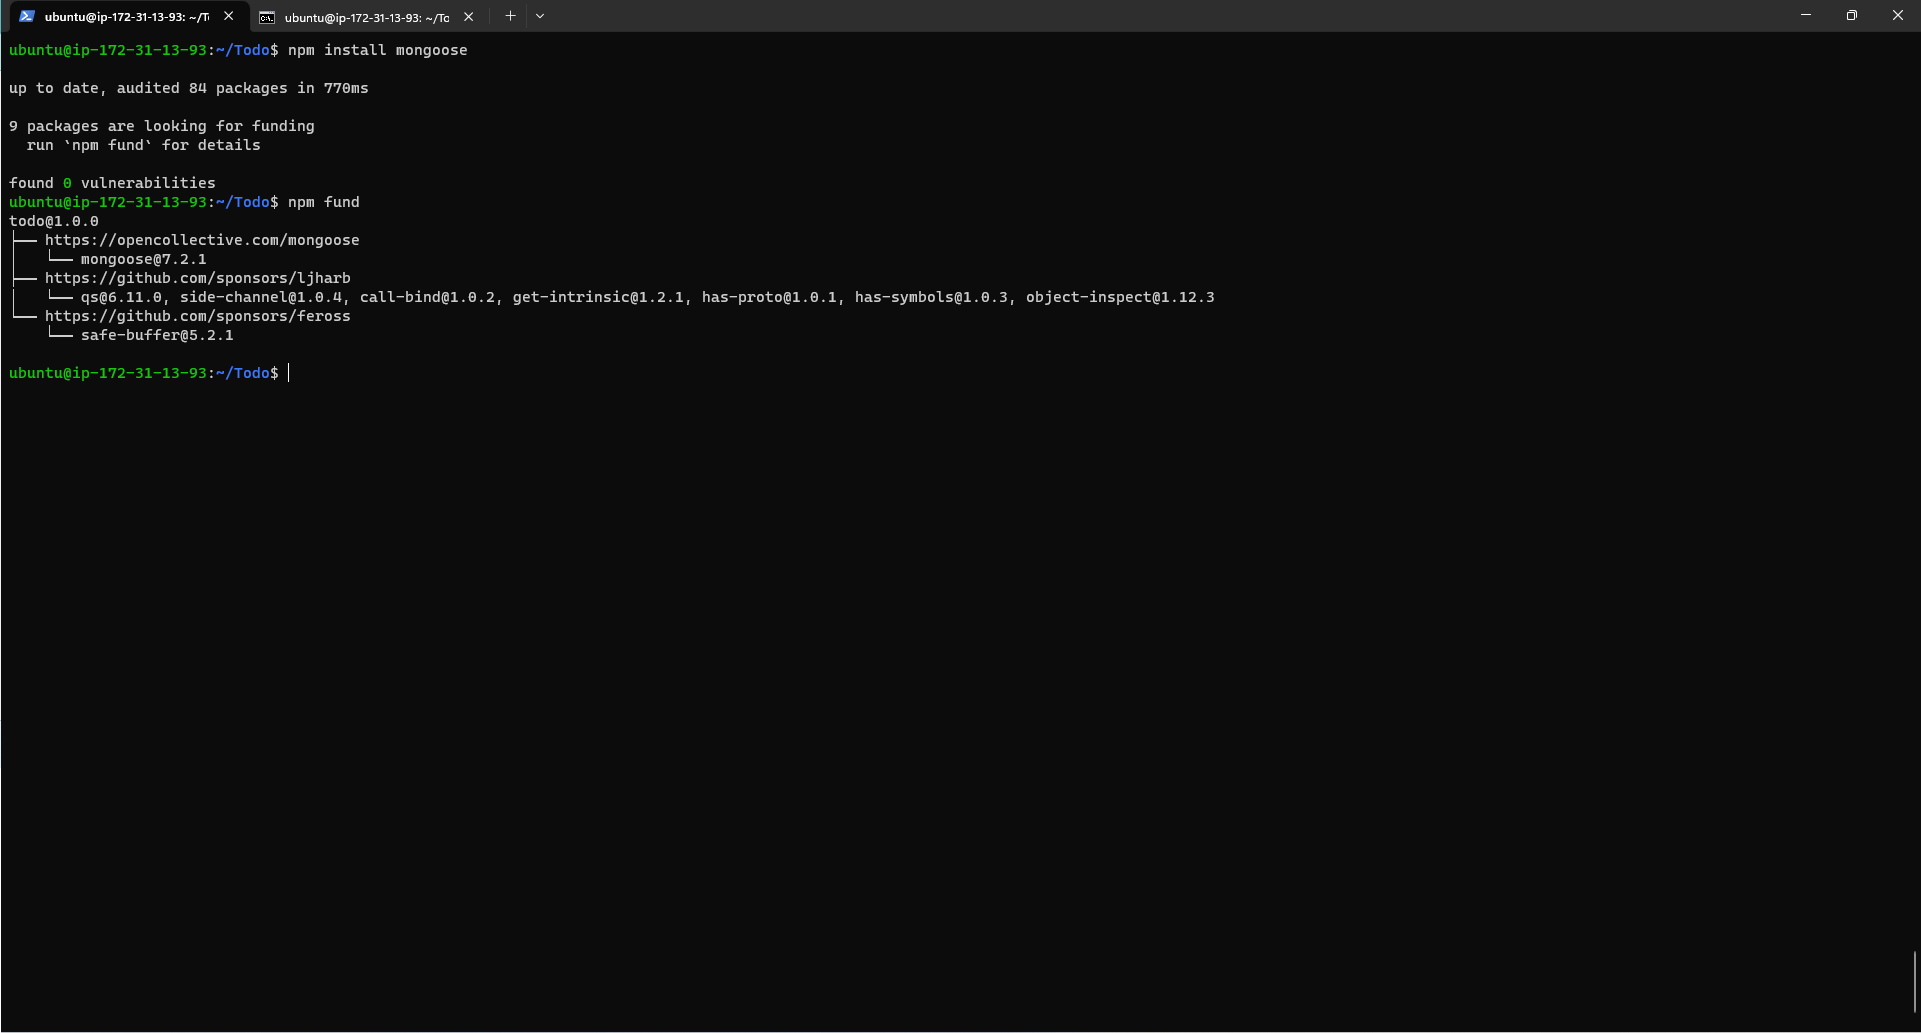 ubuntu@ip-172-31-13-93: ~/T
ubuntu@ip-172-31-13-93: ~/To
ubuntu@ip-172-31-13-93:~/Todo$ npm install mongoose
up to date, audited 84 packages in 770ms
9 packages are looking for funding
  run `npm fund` for details
found 0 vulnerabilities
ubuntu@ip-172-31-13-93:~/Todo$ npm fund
todo@1.0.0
├── https://opencollective.com/mongoose
│   └── mongoose@7.2.1
├── https://github.com/sponsors/ljharb
│   └── qs@6.11.0, side-channel@1.0.4, call-bind@1.0.2, get-intrinsic@1.2.1, has-proto@1.0.1, has-symbols@1.0.3, object-inspect@1.12.3
└── https://github.com/sponsors/feross
    └── safe-buffer@5.2.1
ubuntu@ip-172-31-13-93:~/Todo$